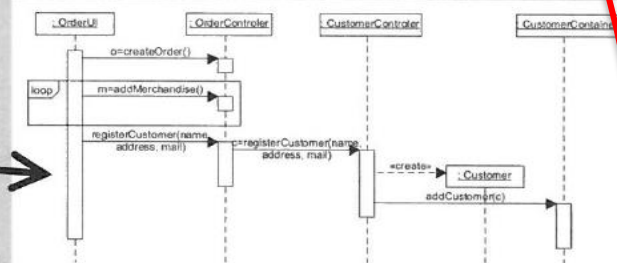 : OrderUI
: OrderControler
: CustomerControler
: CustomerContaine
o=createOrder()
loop
m=addMerchandise()
registerCustomer(name,
address, mail)
c=registerCustomer(name,
address, mail)
«create»
: Customer
addCustomer(c)